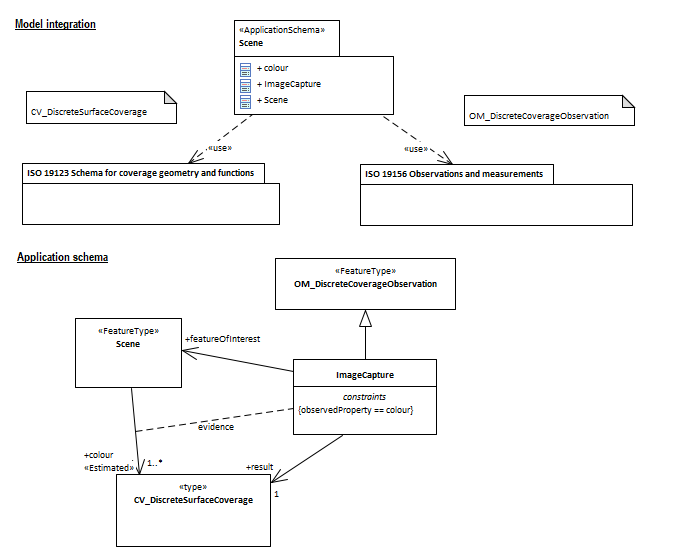 Model integration
«ApplicationSchema»
Scene
+ colour
+ ImageCapture
+ Scene
CV_DiscreteSurfaceCoverage
OM_DiscreteCoverageObservation
«use»
«use»
ISO 19123 Schema for coverage geometry and functions
ISO 19156 Observations and measurements
Application schema
«FeatureType»
OM_DiscreteCoverageObservation
«FeatureType»
Scene
+featureOfInterest
ImageCapture
constraints
{observedProperty == colour}
evidence
+colour
«Estimated»
1..*
+result
1
«type»
CV_DiscreteSurfaceCoverage